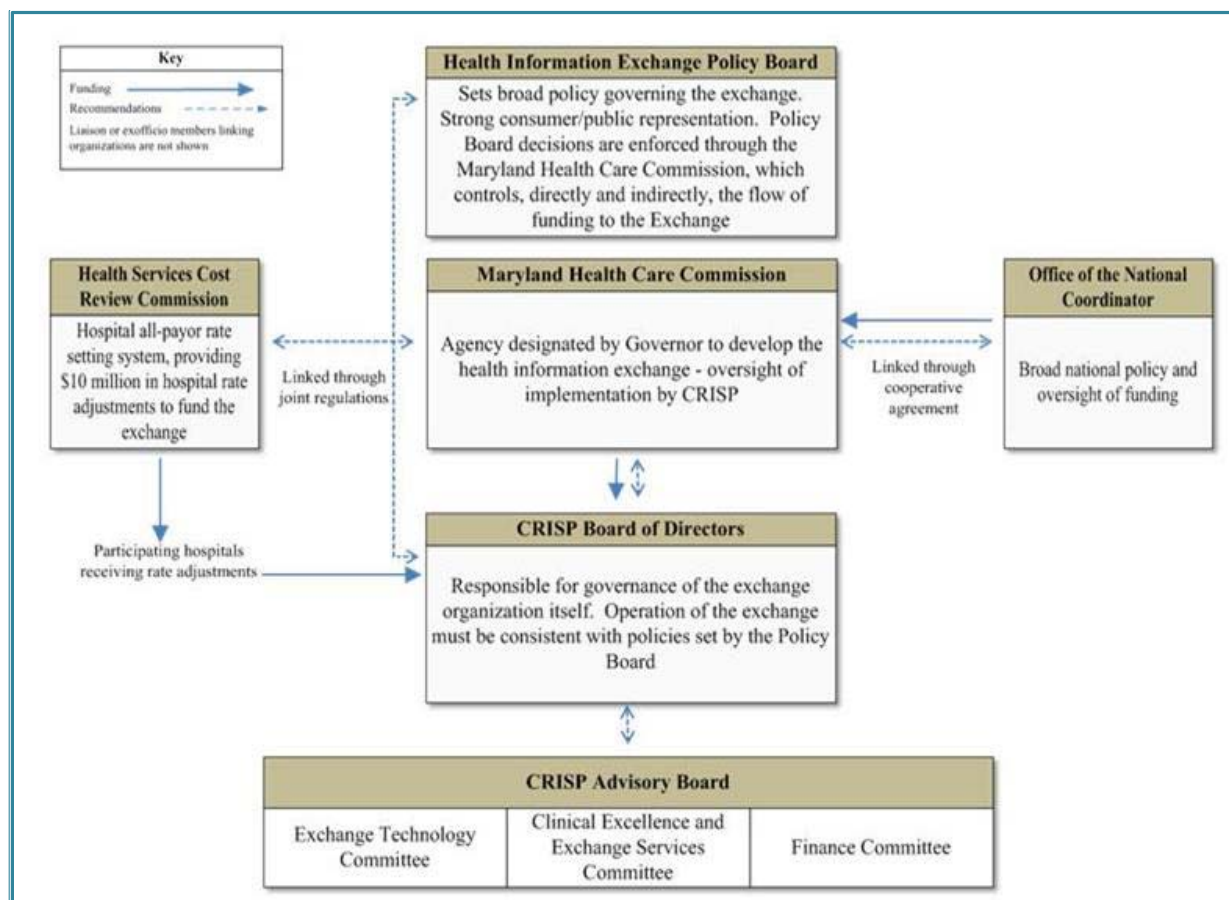 Key
Funding
Recommendations
Liaison or exofficio members linking
organizations are not shown
Health Information Exchange Policy Board
Sets broad policy governing the exchange.
Strong consumer/public representation. Policy
Board decisions are enforced through the
Maryland Health Care Commission, which
controls, directly and indirectly, the flow of
funding to the Exchange
Health Services Cost
Review Commission
Hospital all-payor rate
setting system, providing
$10 million in hospital rate
adjustments to fund the
exchange
Linked through
joint regulations
Maryland Health Care Commission
Agency designated by Governor to develop the
health information exchange - oversight of
implementation by CRISP
Linked through
cooperative
agreement
Office of the National
Coordinator
Broad national policy and
oversight of funding
Participating hospitals
receiving rate adjustments
CRISP Board of Directors
Responsible for governance of the exchange
organization itself. Operation of the exchange
must be consistent with policies set by the Policy
Board
CRISP Advisory Board
Exchange Technology
Committee
Clinical Excellence and
Exchange Services
Committee
Finance Committee